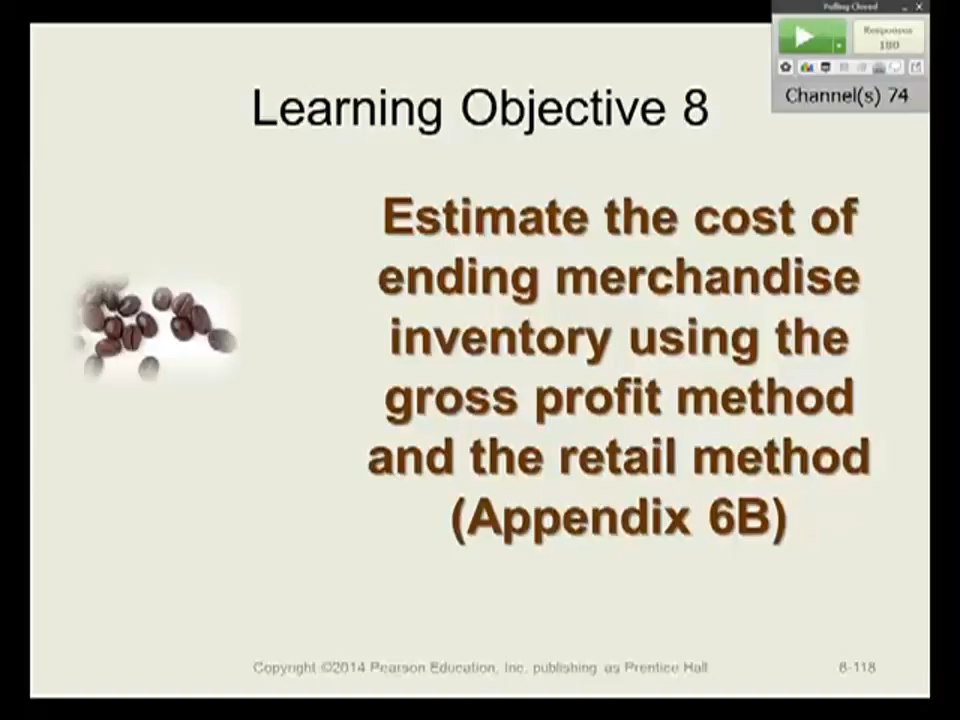 Polling Closed
Responses
180
Channel(s) 74
Learning Objective 8
Estimate the cost of
ending merchandise
inventory using the
gross profit method
and the retail method
(Appendix 6B)
Copyright ©2014 Pearson Education, Inc. publishing as Prentice Hall
6-118